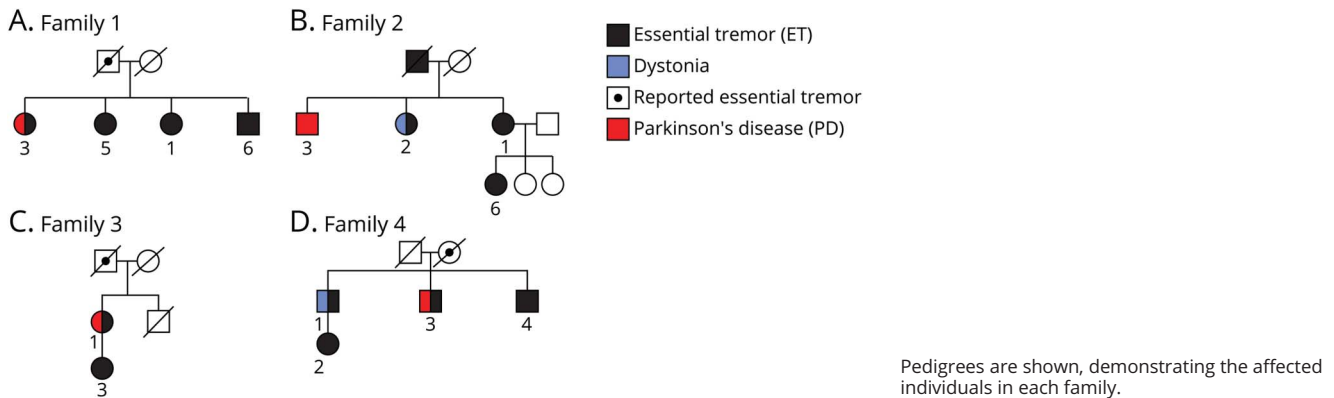 A. Family 1
3 5 1 6
B. Family 2
3 2 1
6
Essential tremor (ET)
Dystonia
Reported essential tremor
Parkinson's disease (PD)
C. Family 3
1
3
D. Family 4
1 3 4
2
Pedigrees are shown, demonstrating the affected
individuals in each family.